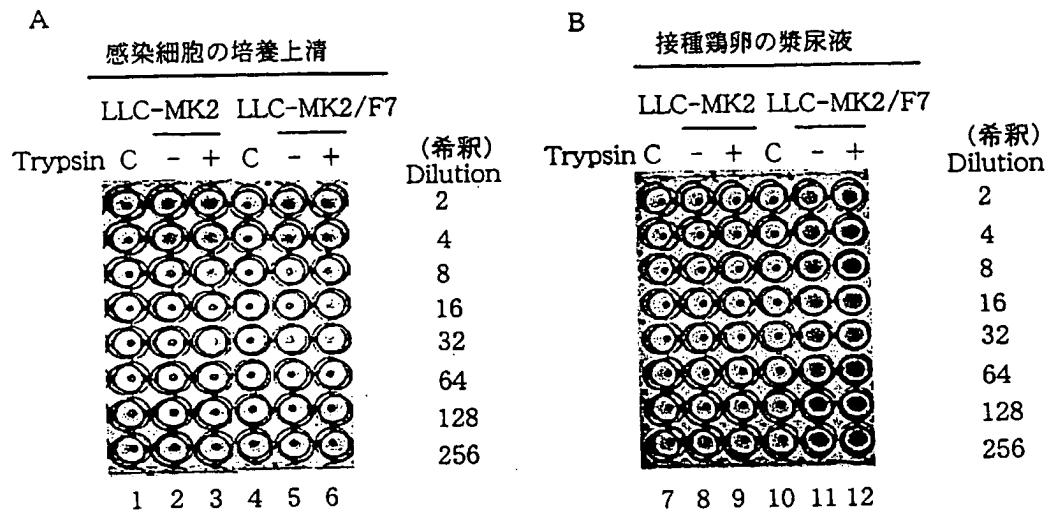 A
感染細胞の培養上清
LLC-MK2 LLC-MK2/F7
Trypsin C - + C - +
(希釈)
Dilution
2
4
8
16
32
64
128
256
1 2 3 4 5 6
B
接種鶏卵の漿尿液
LLC-MK2 LLC-MK2/F7
Trypsin C - + C - +
(希釈)
Dilution
2
4
8
16
32
64
128
256
7 8 9 10 11 12